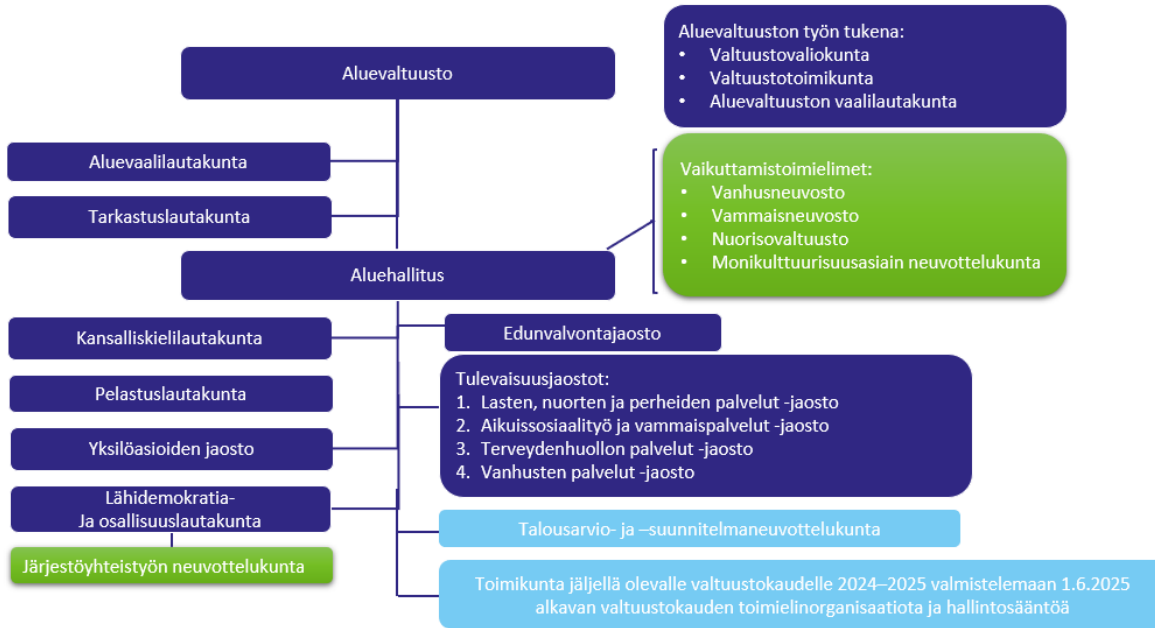 Aluevaltuusto
Aluevaltuuston työn tukena:
• Valtuustovaliokunta
• Valtuustotoimikunta
• Aluevaltuuston vaalilautakunta
Aluevaalilautakunta
Tarkastuslautakunta
Vaikuttamistoimielimet:
• Vanhusneuvosto
• Vammaisneuvosto
• Nuorisovaltuusto
• Monikulttuurisuusasiain neuvottelukunta
Aluehallitus
Kansalliskielilautakunta
Pelastuslautakunta
Yksilöasioiden jaosto
Lähidemokratia-
Ja osallisuuslautakunta
Järjestöyhteistyön neuvottelukunta
Edunvalvontajaosto
Tulevaisuusjaostot:
1. Lasten, nuorten ja perheiden palvelut -jaosto
2. Aikuissosiaalityö ja vammaispalvelut -jaosto
3. Terveydenhuollon palvelut -jaosto
4. Vanhusten palvelut -jaosto
Talousarvio- ja –suunnitelmaneuvottelukunta
Toimikunta jäljellä olevalle valtuustokaudelle 2024–2025 valmistelemaan 1.6.2025
alkavan valtuustokauden toimielinorganisaatiota ja hallintosääntöä